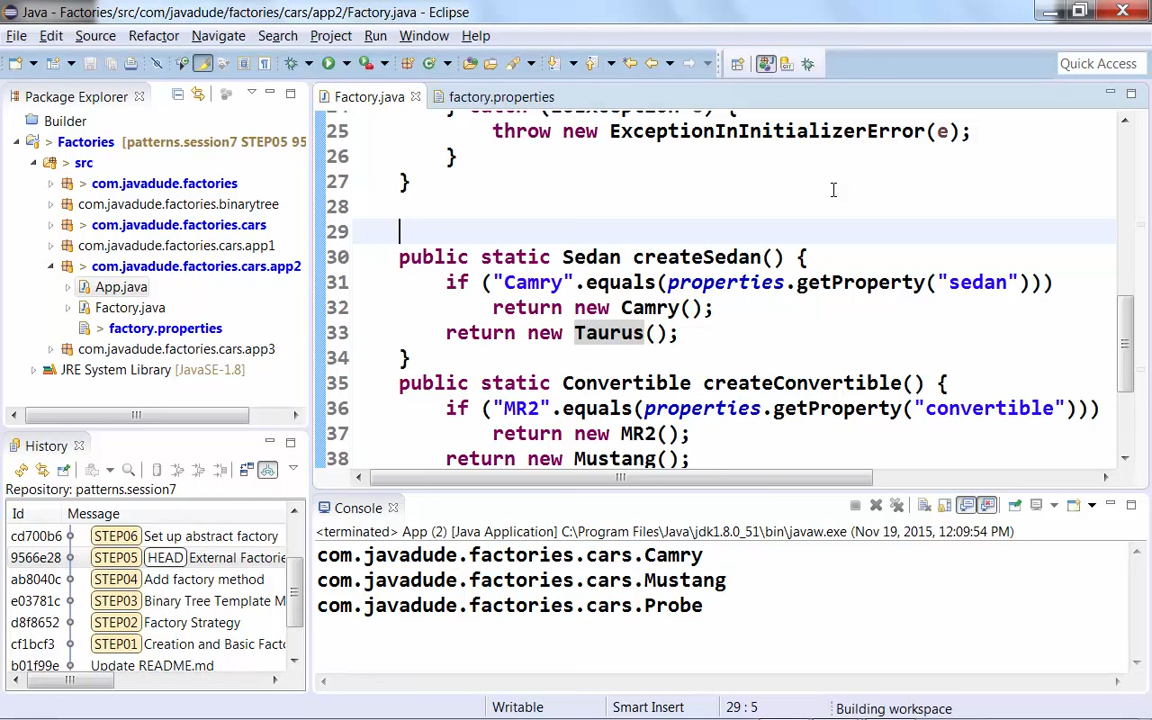 Java - Factories/src/com/javadude/factories/cars/app2/Factory.java - Eclipse
File Edit Source Refactor Navigate Search Project Run Window Help
Quick Access
Package Explorer
Factory.java
factory.properties
Builder
> Factories [patterns.session7 STEP05 95
> src
> com.javadude.factories
com.javadude.factories.binarytree
> com.javadude.factories.cars
com.javadude.factories.cars.app1
> com.javadude.factories.cars.app2
App.java
Factory.java
> factory.properties
com.javadude.factories.cars.app3
JRE System Library [JavaSE-1.8]
25 throw new ExceptionInInitializerError(e);
26 }
27 }
28
29
30 public static Sedan createSedan() {
31 if ("Camry".equals(properties.getProperty("sedan")))
32 return new Camry();
33 return new Taurus();
34 }
35 public static Convertible createConvertible() {
36 if ("MR2".equals(properties.getProperty("convertible")))
37 return new MR2();
38 return new Mustang();
History
Repository: patterns.session7
Id Message
cd700b6 STEP06 Set up abstract factory
9566e28 STEP05 HEAD External Factorie
ab8040c STEP04 Add factory method
e03781c STEP03 Binary Tree Template M
d8f8652 STEP02 Factory Strategy
cf1bcf3 STEP01 Creation and Basic Facto
b01f99e Update README.md
Console
<terminated> App (2) [Java Application] C:\Program Files\Java\jdk1.8.0_51\bin\javaw.exe (Nov 19, 2015, 12:09:54 PM)
com.javadude.factories.cars.Camry
com.javadude.factories.cars.Mustang
com.javadude.factories.cars.Probe
Writable Smart Insert 29 : 5 Building workspace